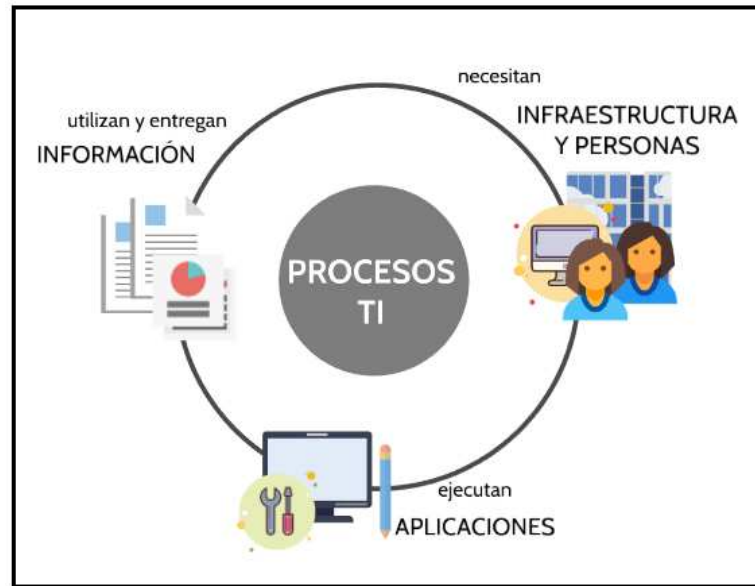 necesitan
INFRAESTRUCTURA
Y PERSONAS
utilizan y entregan
INFORMACIÓN
PROCESOS
TI
ejecutan
APLICACIONES